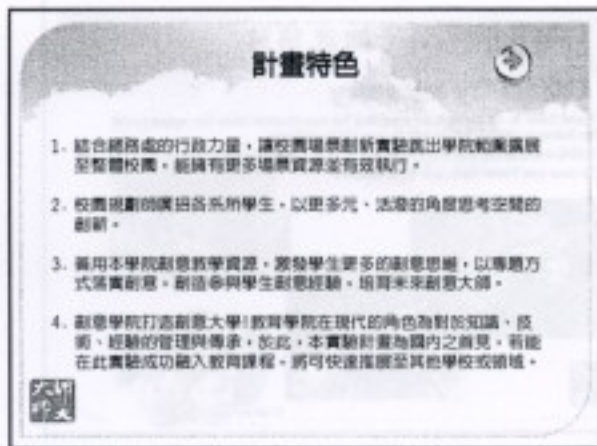 計畫特色
1. 結合總務處的行政力量，讓校園場景創新實驗跳出學院範圍擴展
至整體校園，能擁有更多場景資源並有效執行。
2. 校園規劃師廣招各系所學生，以更多元、活潑的角度思考空間的
創新。
3. 善用本學院創意教學資源，激發學生更多的創意思維，以專題方
式落實創意，創造參與學生創意經驗，培育未來創意大師。
4. 創意學院打造創意大學！教育學院在現代的角色為對於知識、技
術、經驗的管理與傳承，於此，本實驗計畫為國內之首見，若能
在此實驗成功融入教育課程，將可快速推展至其他學校或領域。